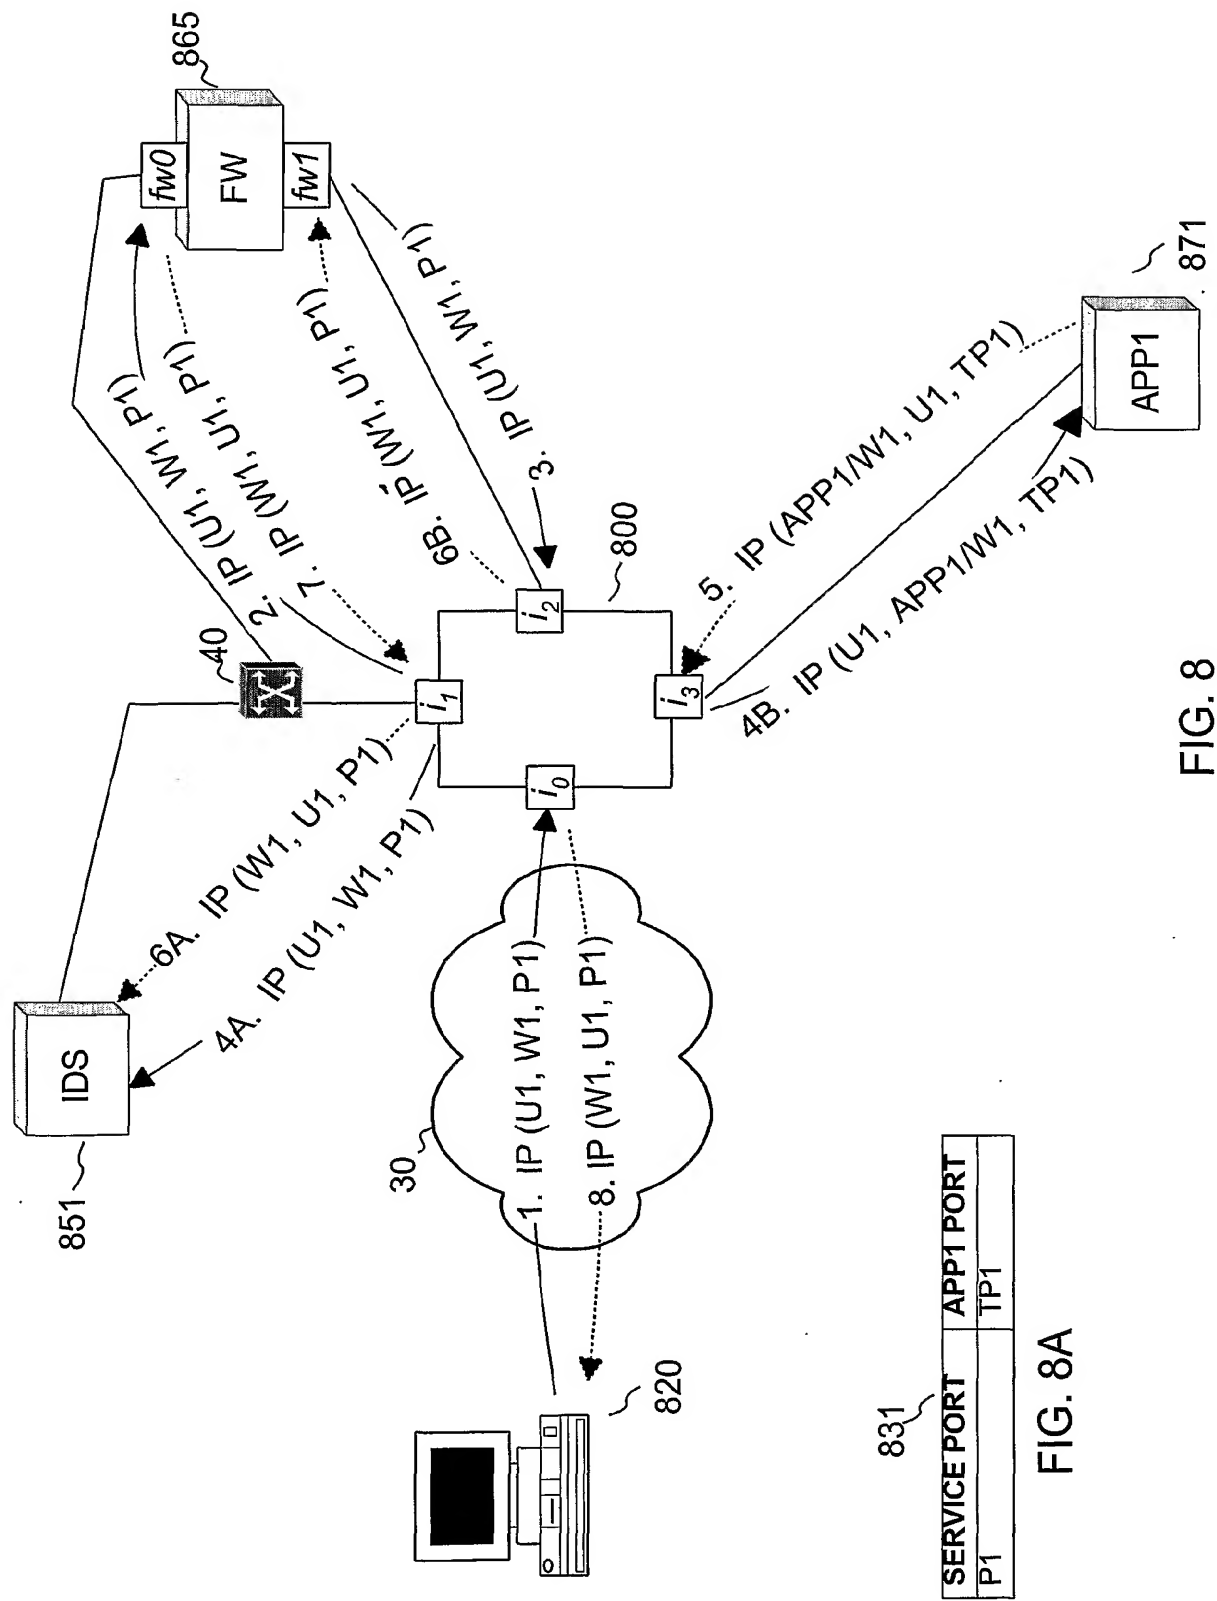 865
fw0
FW
fw1
2. IP (U1, W1, P1)
7. IP (W1, U1, P1)
6B. IP (W1, U1, P1)
3. IP (U1, W1, P1)
40
i1
i2
i0
i3
800
IDS
851
6A. IP (W1, U1, P1)
4A. IP (U1, W1, P1)
30
1. IP (U1, W1, P1)
8. IP (W1, U1, P1)
820
5. IP (APP1/W1, U1, TP1)
4B. IP (U1, APP1/W1, TP1)
APP1
871
FIG. 8
831
SERVICE PORT APP1 PORT
P1 TP1
FIG. 8A